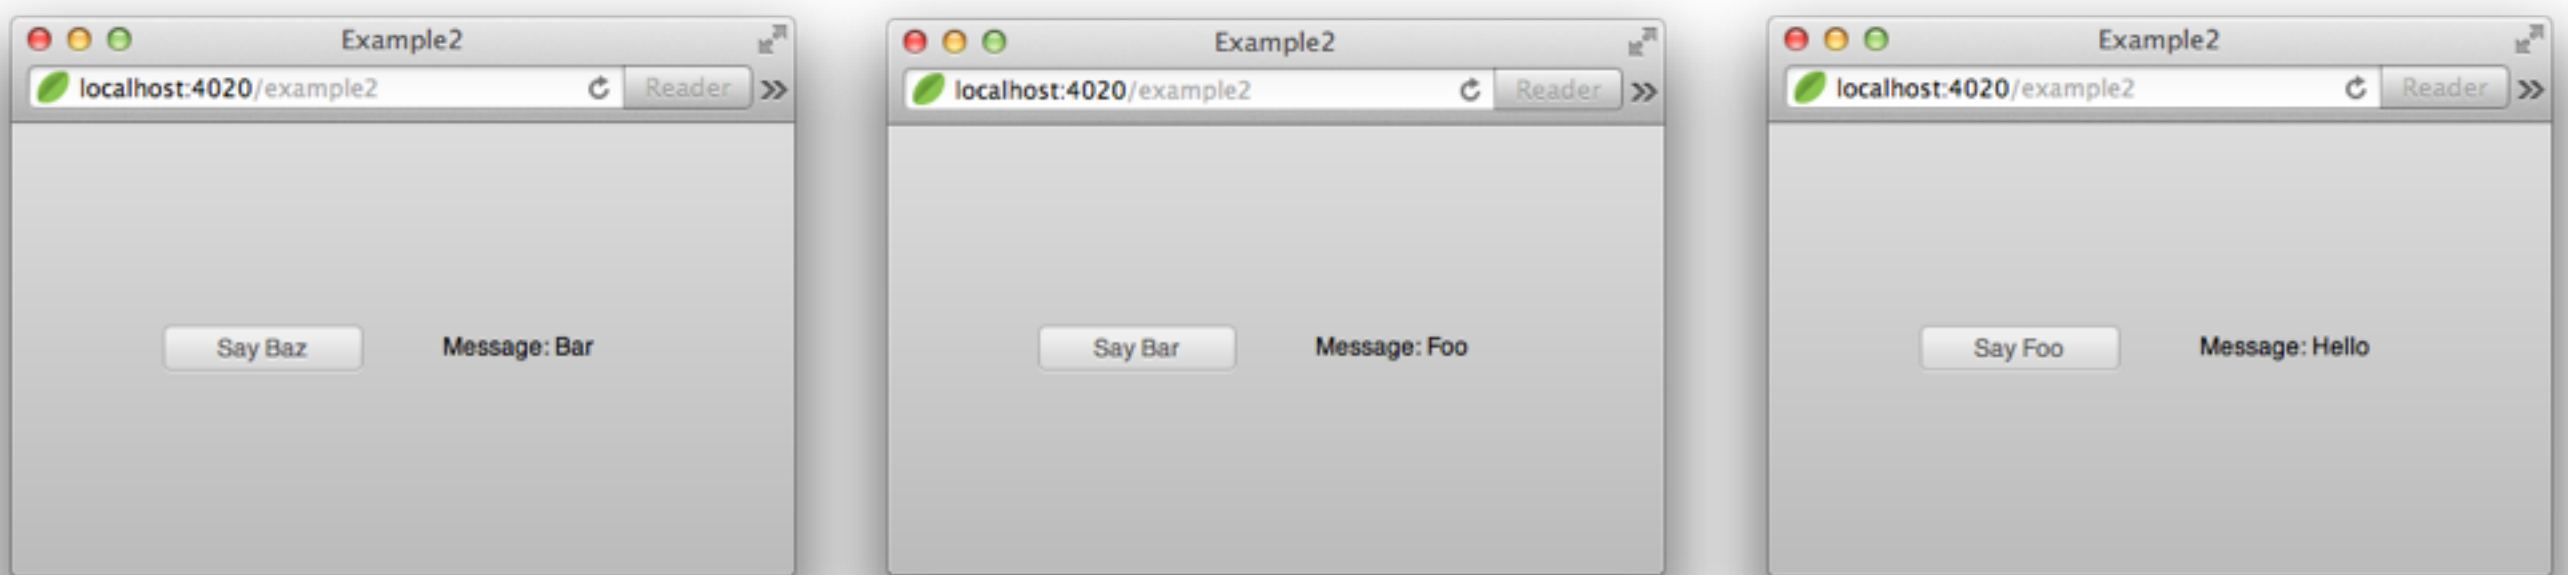 Example2
localhost:4020/example2 Reader
Say Baz Message: Bar
Example2
localhost:4020/example2 Reader
Say Bar Message: Foo
Example2
localhost:4020/example2 Reader
Say Foo Message: Hello